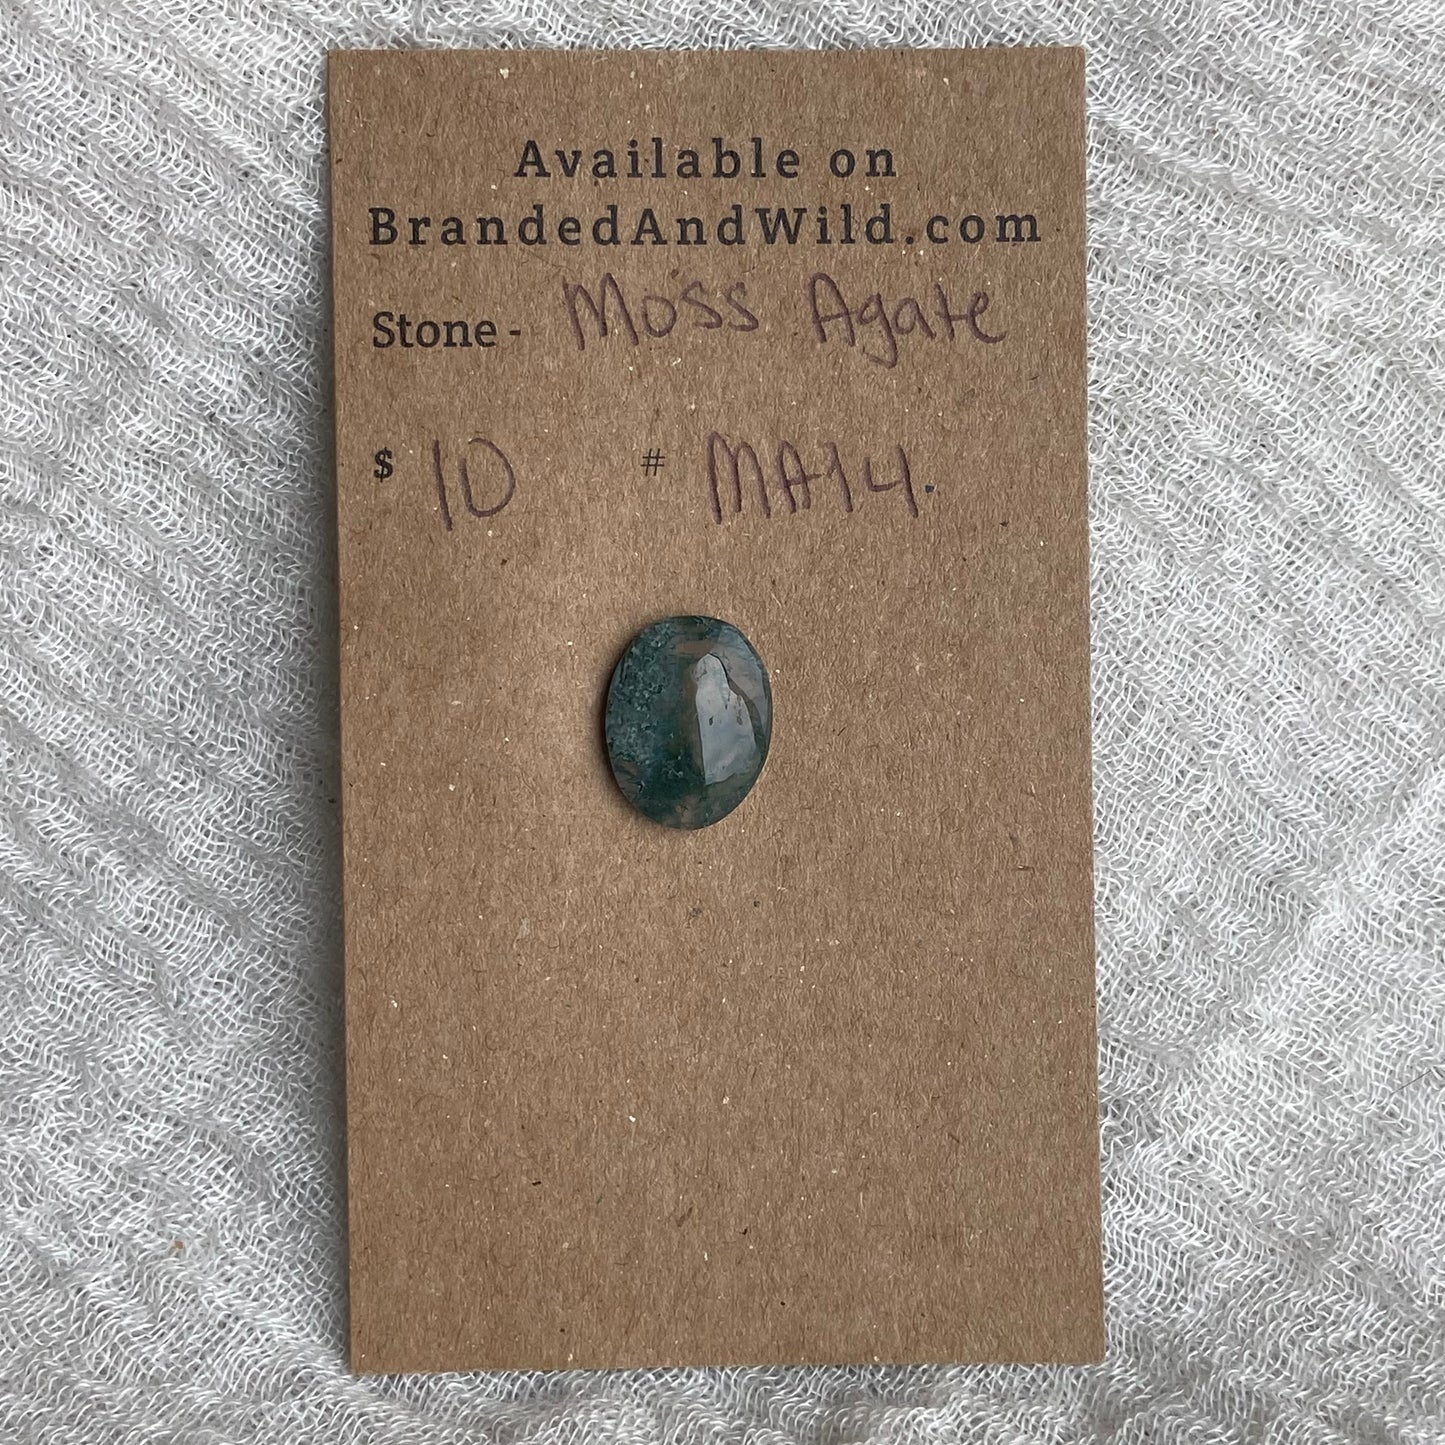 Available on
BrandedAndWild.com
Stone - Moss Agate
$ 10 # MA14.